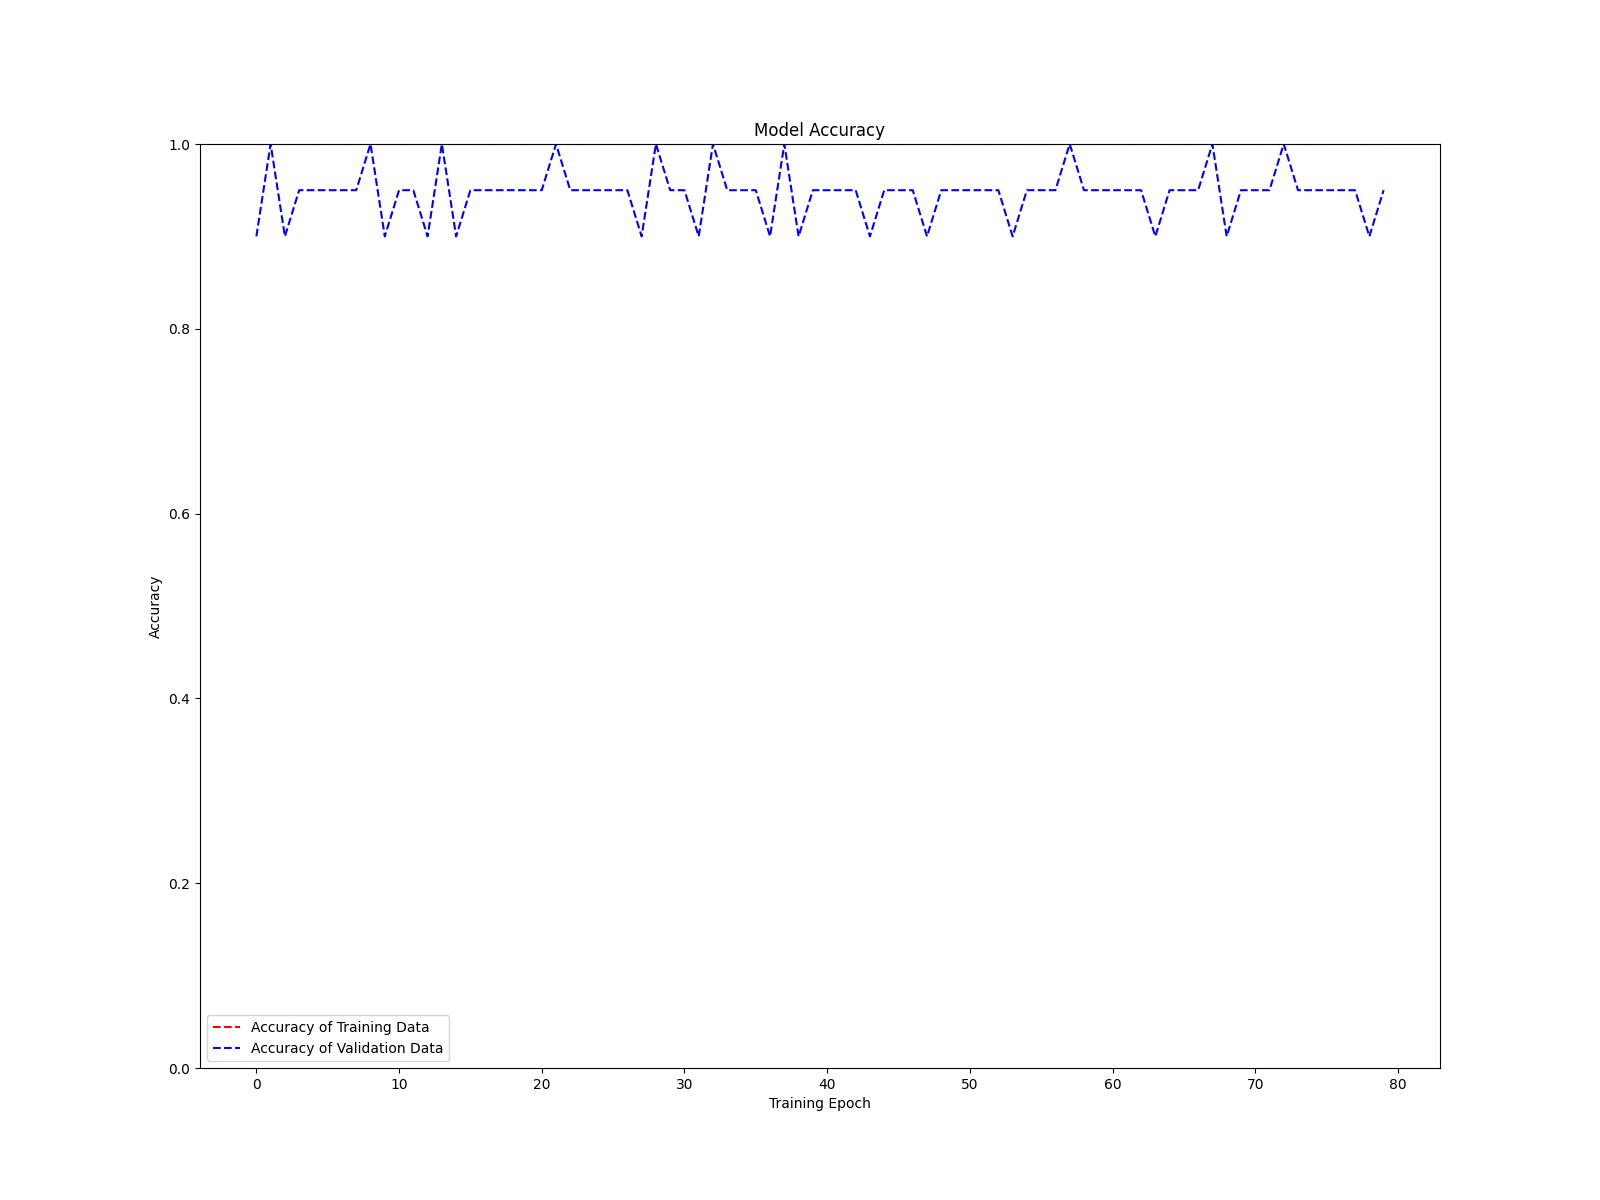 Model Accuracy
1.0
0.8
0.6
0.4
0.2
0.0
Accuracy
Accuracy of Training Data
Accuracy of Validation Data
0 10 20 30 40 50 60 70 80
Training Epoch